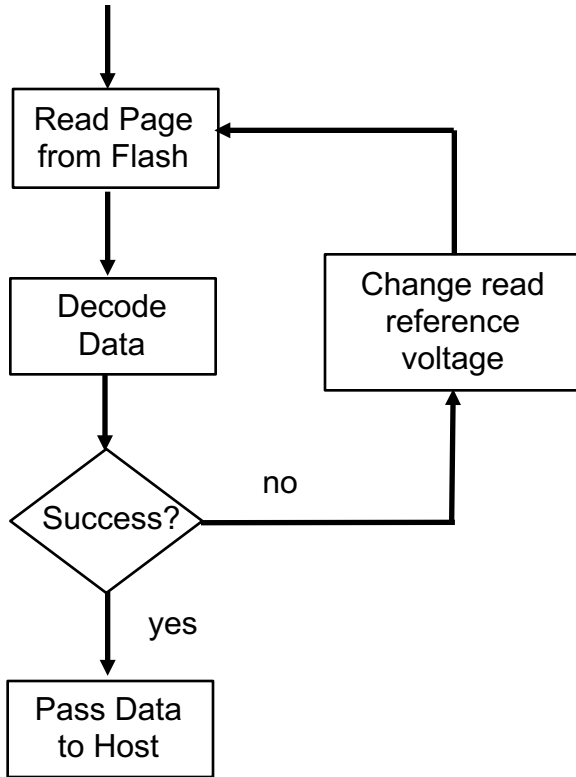 Read Page
from Flash
Decode
Data
Change read
reference
voltage
Success?
no
yes
Pass Data
to Host